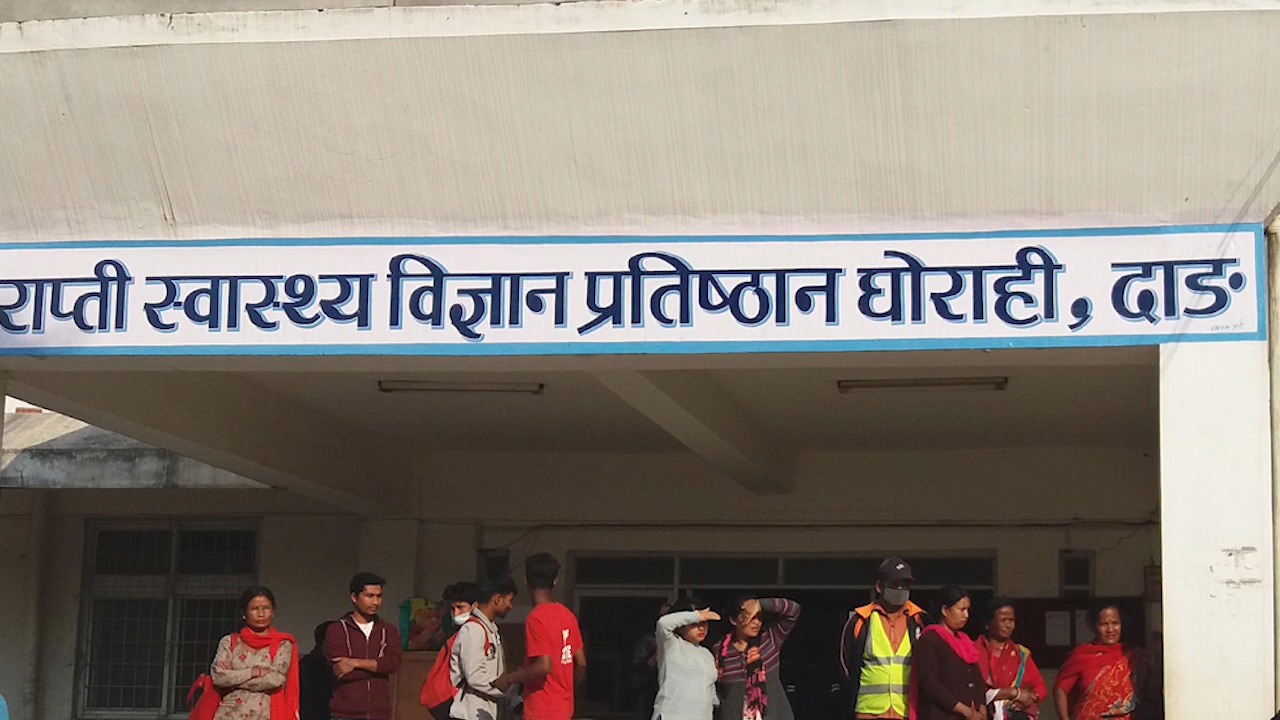 राप्ती स्वास्थ्य विज्ञान प्रतिष्ठान घोराही, दाङ